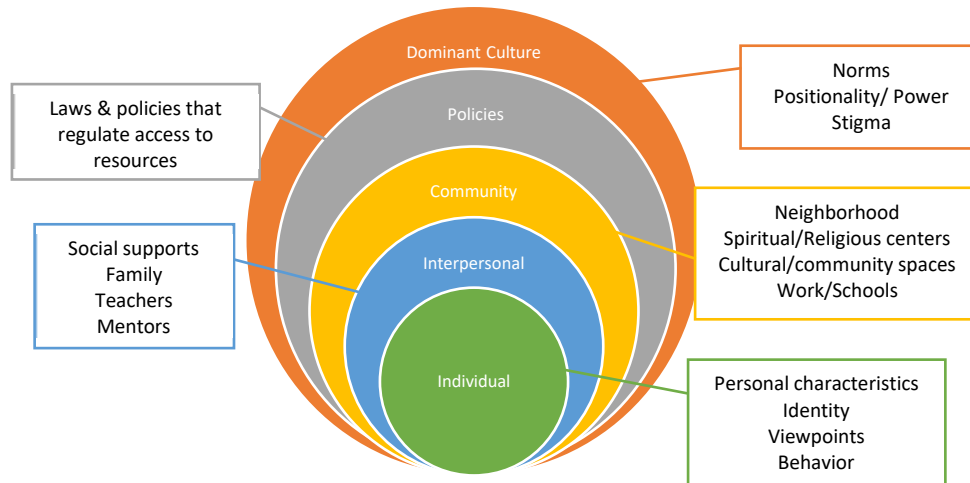 Dominant Culture
Policies
Community
Interpersonal
Individual
Laws & policies that
regulate access to
resources
Social supports
Family
Teachers
Mentors
Norms
Positionality/ Power
Stigma
Neighborhood
Spiritual/Religious centers
Cultural/community spaces
Work/Schools
Personal characteristics
Identity
Viewpoints
Behavior